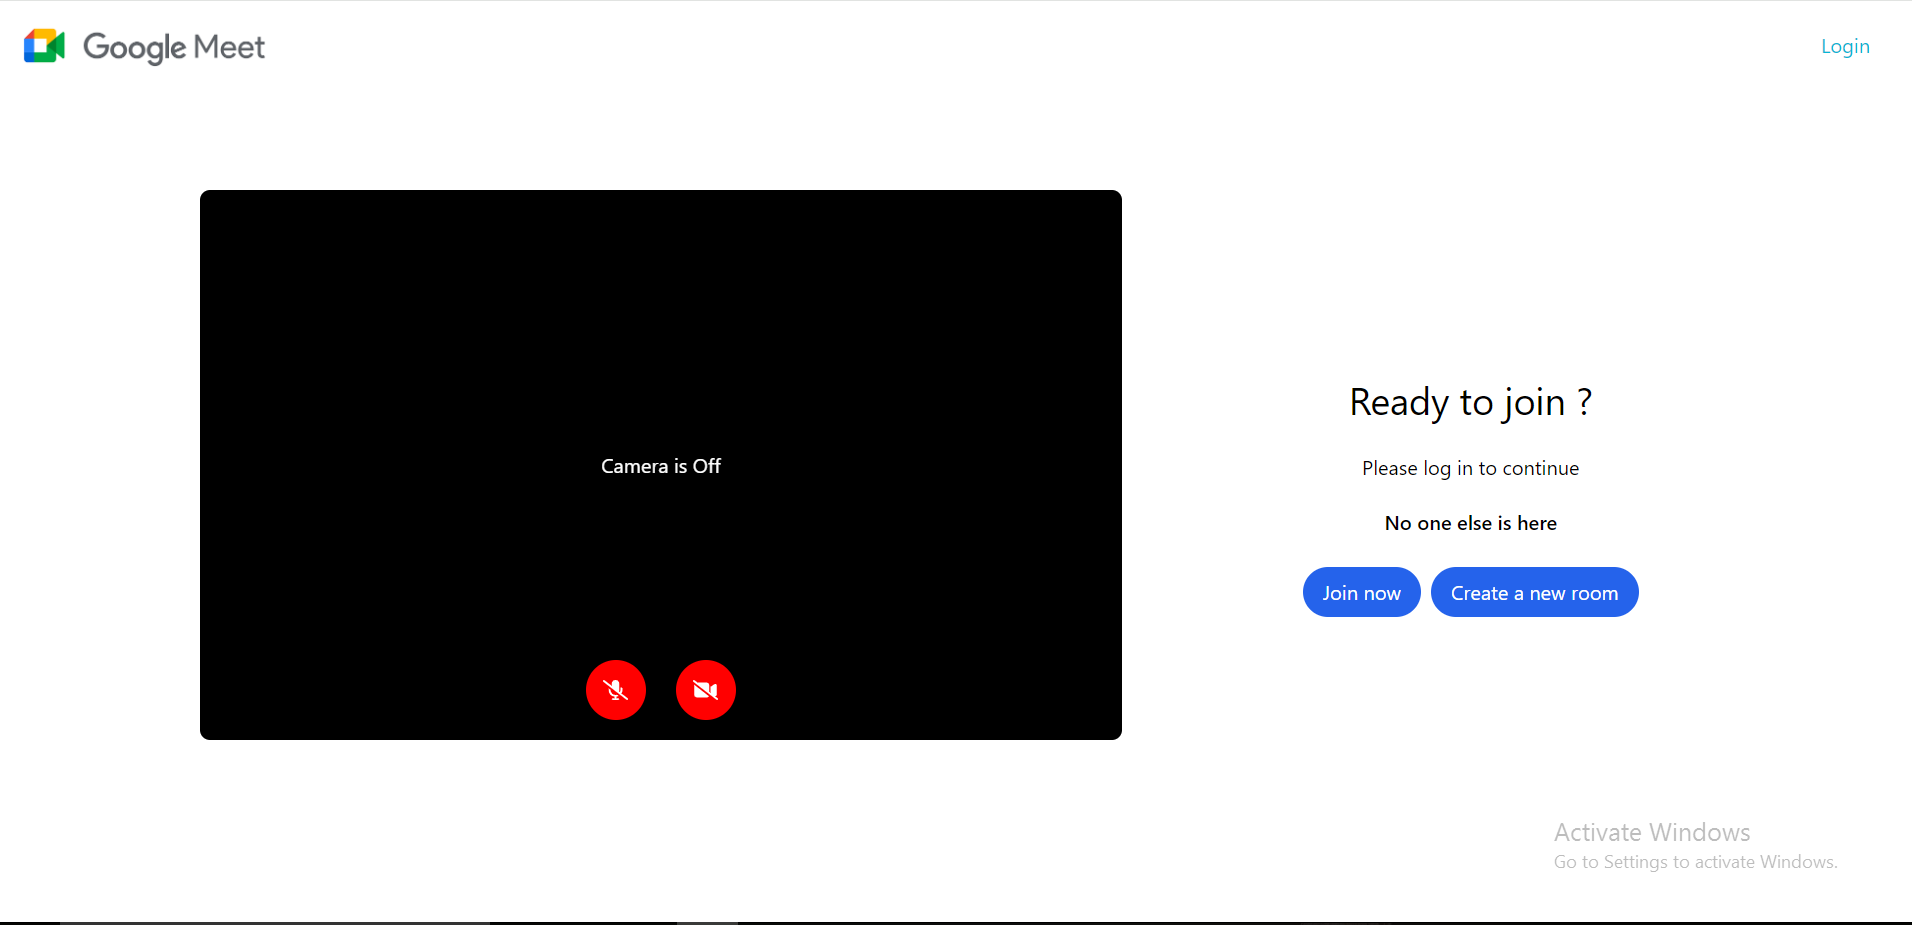 Google Meet
Login
Camera is Off
Ready to join ?
Please log in to continue
No one else is here
Join now
Create a new room
Activate Windows
Go to Settings to activate Windows.